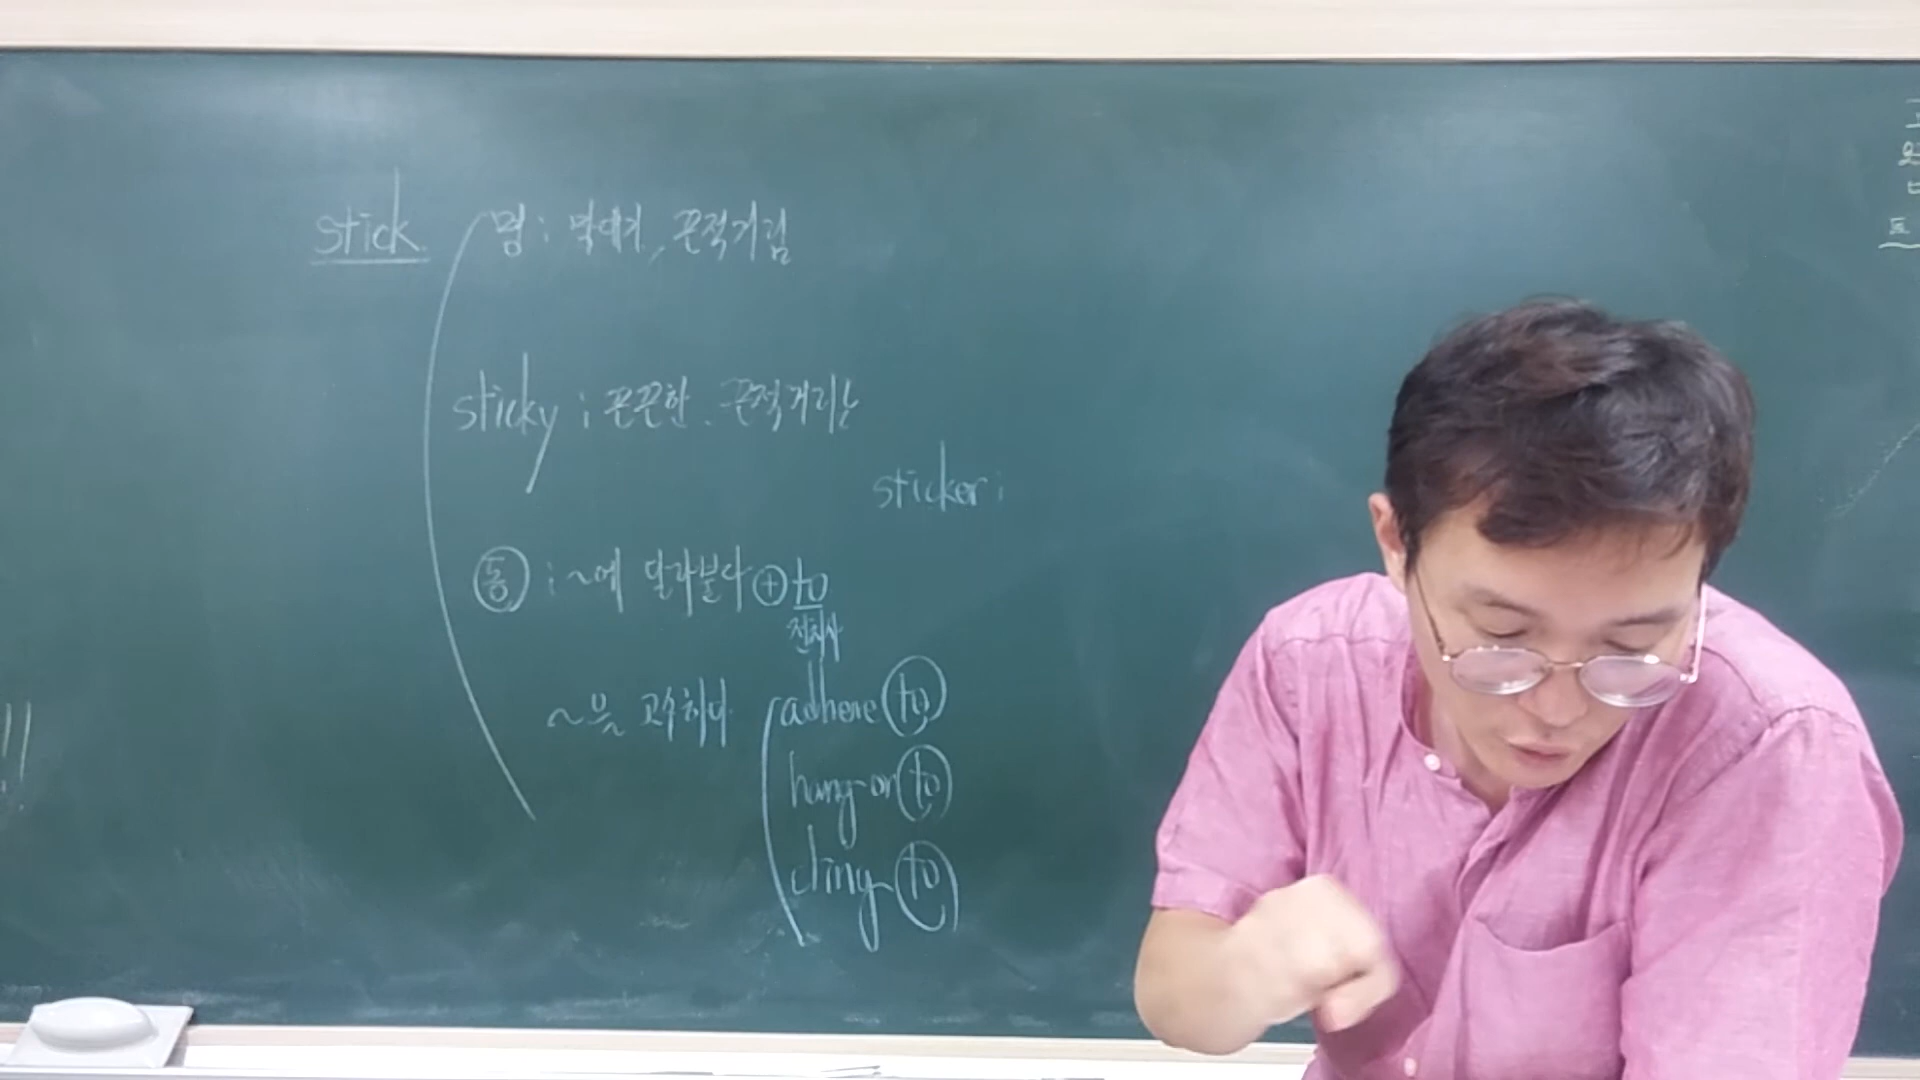 stick 명 : 막대기, 끈적거림
sticky : 끈끈한. 끈적거리는
sticker :
동 : ~에 달라붙다 + to
전치사
~을 고수하다 adhere to
hang on to
cling to